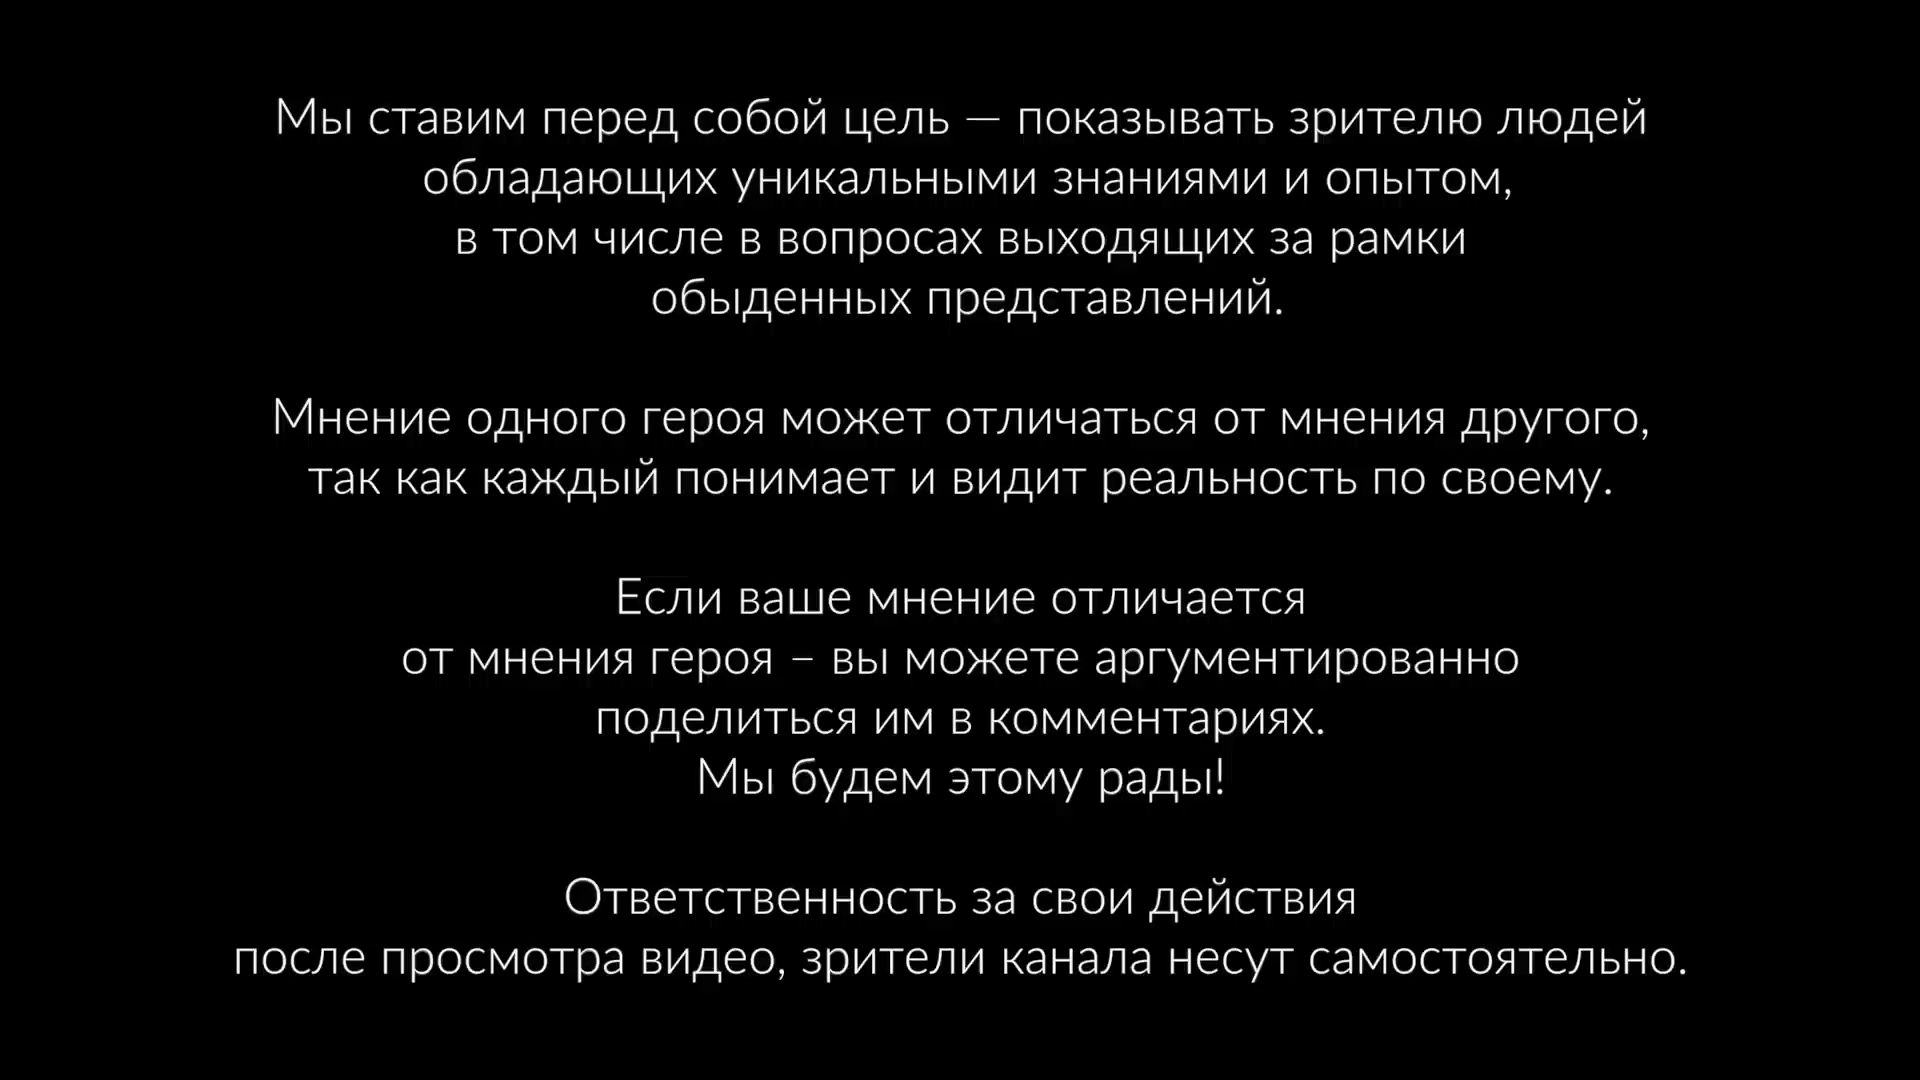 Мы ставим перед собой цель — показывать зрителю людей
обладающих уникальными знаниями и опытом,
в том числе в вопросах выходящих за рамки
обыденных представлений.
Мнение одного героя может отличаться от мнения другого,
так как каждый понимает и видит реальность по своему.
Если ваше мнение отличается
от мнения героя – вы можете аргументированно
поделиться им в комментариях.
Мы будем этому рады!
Ответственность за свои действия
после просмотра видео, зрители канала несут самостоятельно.